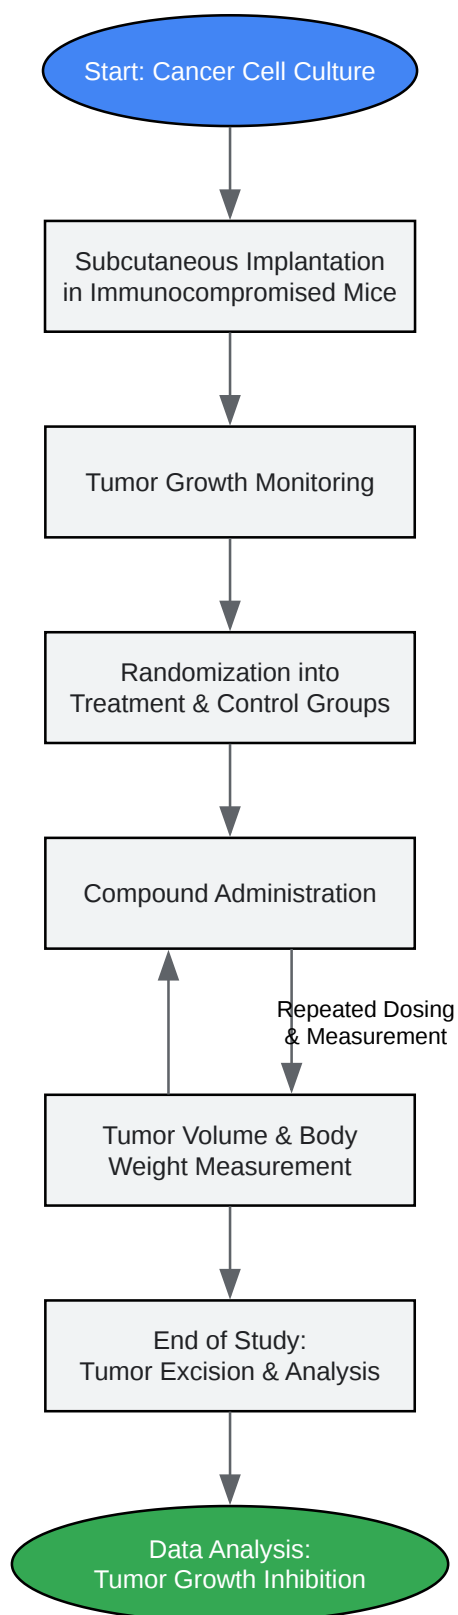 Start: Cancer Cell Culture
Subcutaneous Implantation
in Immunocompromised Mice
Tumor Growth Monitoring
Randomization into
Treatment & Control Groups
Compound Administration
Repeated Dosing
& Measurement
Tumor Volume & Body
Weight Measurement
End of Study:
Tumor Excision & Analysis
Data Analysis:
Tumor Growth Inhibition